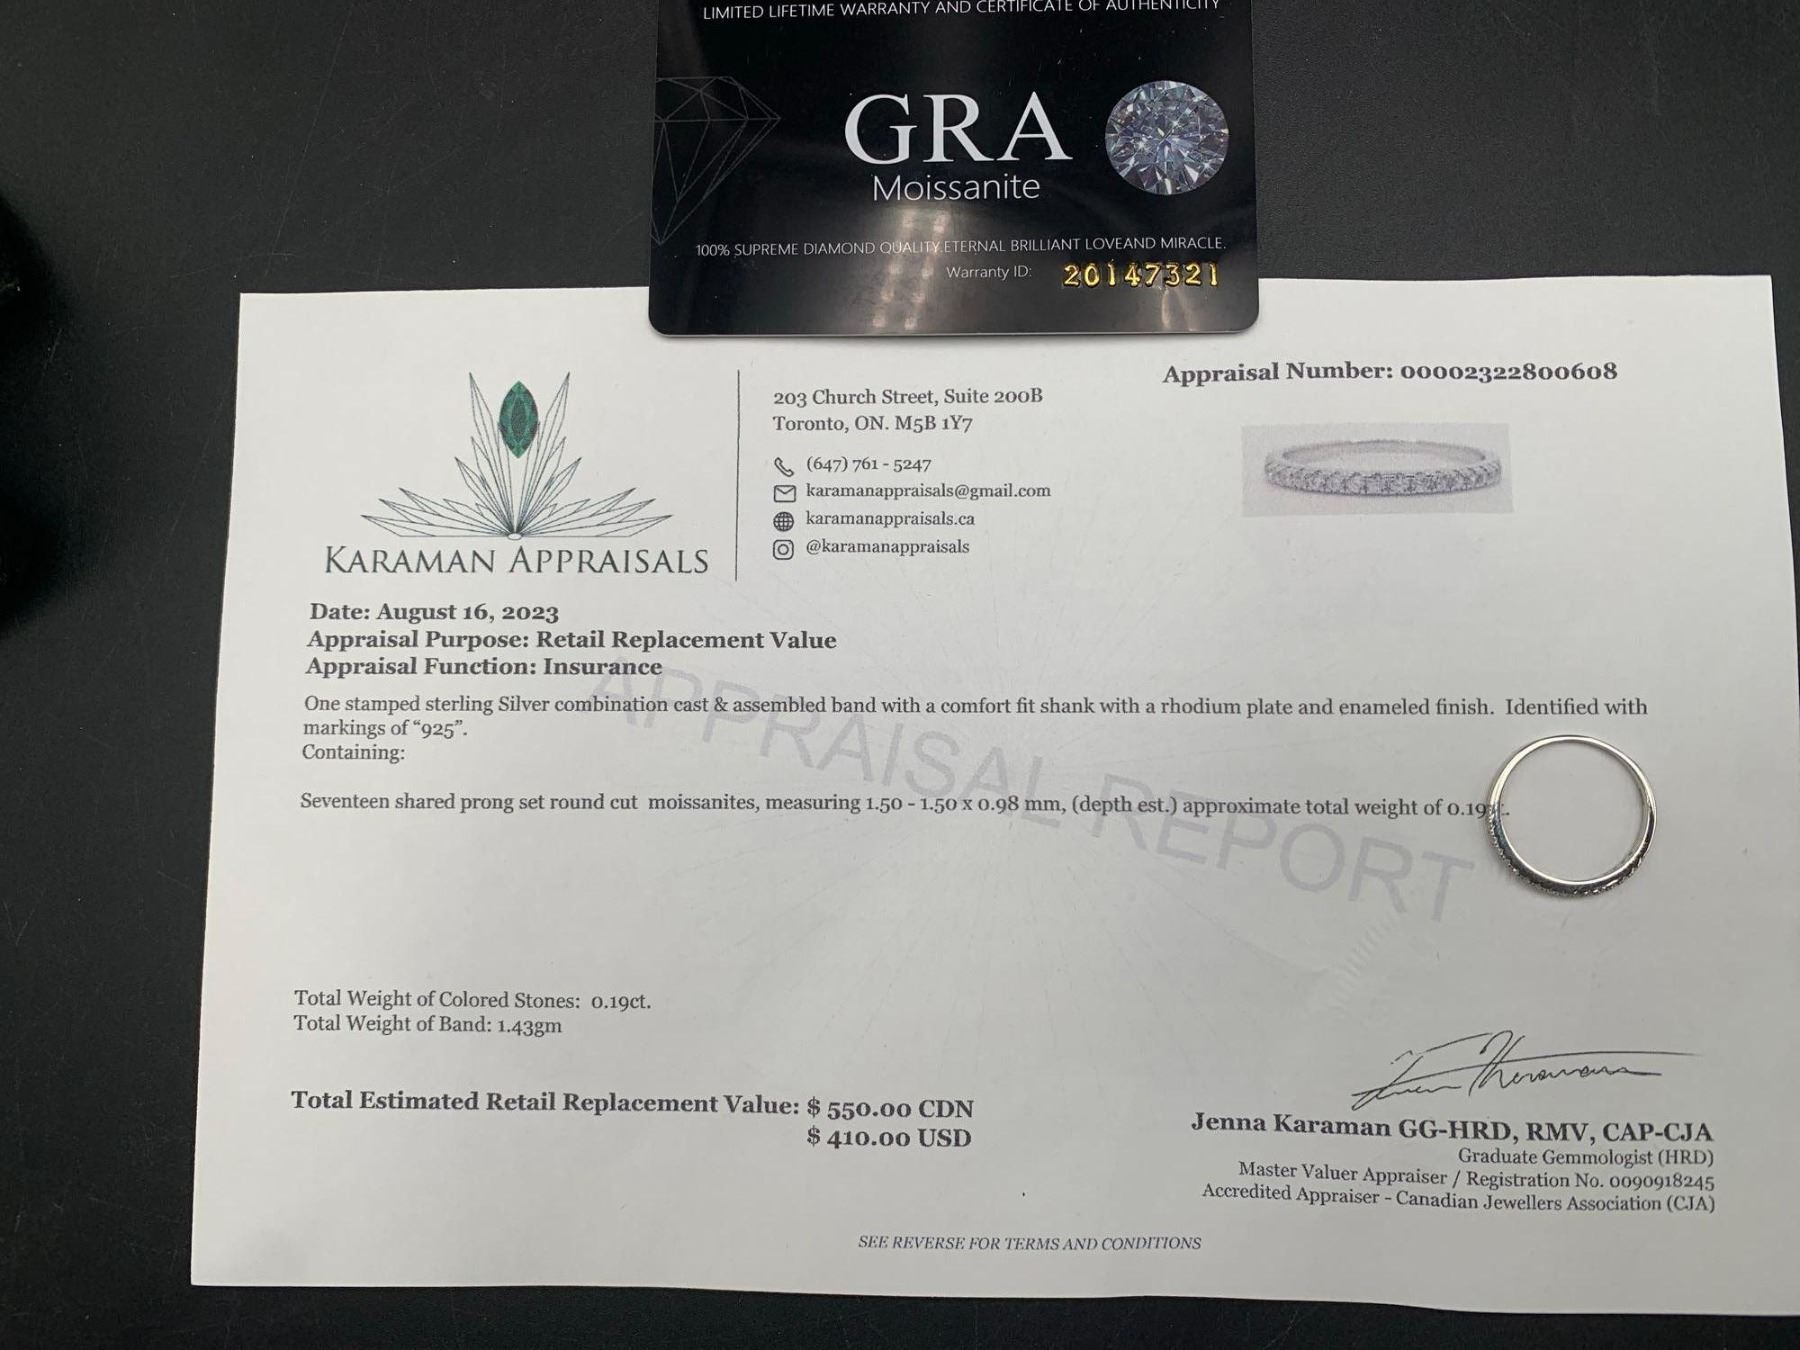 LIMITED LIFETIME WARRANTY AND CERTIFICATE OF AUTHENTICITY
GRA
Moissanite
100% SUPREME DIAMOND QUALITY.ETERNAL BRILLIANT LOVEAND MIRACLE.
Warranty ID: 20147321
KARAMAN APPRAISALS
203 Church Street, Suite 200B
Toronto, ON. M5B 1Y7
(647) 761 - 5247
karamanappraisals@gmail.com
karamanappraisals.ca
@karamanappraisals
Appraisal Number: 00002322800608
Date: August 16, 2023
Appraisal Purpose: Retail Replacement Value
Appraisal Function: Insurance
One stamped sterling Silver combination cast & assembled band with a comfort fit shank with a rhodium plate and enameled finish. Identified with
markings of “925”.
Containing:
Seventeen shared prong set round cut moissanites, measuring 1.50 - 1.50 x 0.98 mm, (depth est.) approximate total weight of 0.19
APPRAISAL REPORT
Total Weight of Colored Stones: 0.19ct.
Total Weight of Band: 1.43gm
Total Estimated Retail Replacement Value: $ 550.00 CDN
$ 410.00 USD
Jenna Karaman GG-HRD, RMV, CAP-CJA
Graduate Gemmologist (HRD)
Master Valuer Appraiser / Registration No. 0090918245
Accredited Appraiser - Canadian Jewellers Association (CJA)
SEE REVERSE FOR TERMS AND CONDITIONS